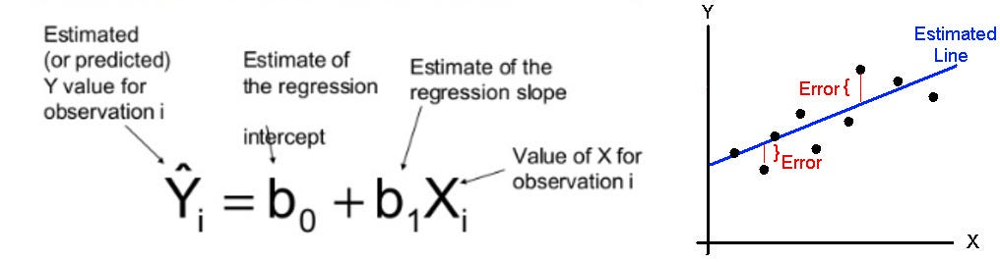 Estimated
(or predicted)
Y value for
observation i
Estimate of
the regression
intercept
Estimate of the
regression slope
Value of X for
observation i
Ŷi = b0 + b1Xi
Y
Estimated
Line
Error {
} Error
X